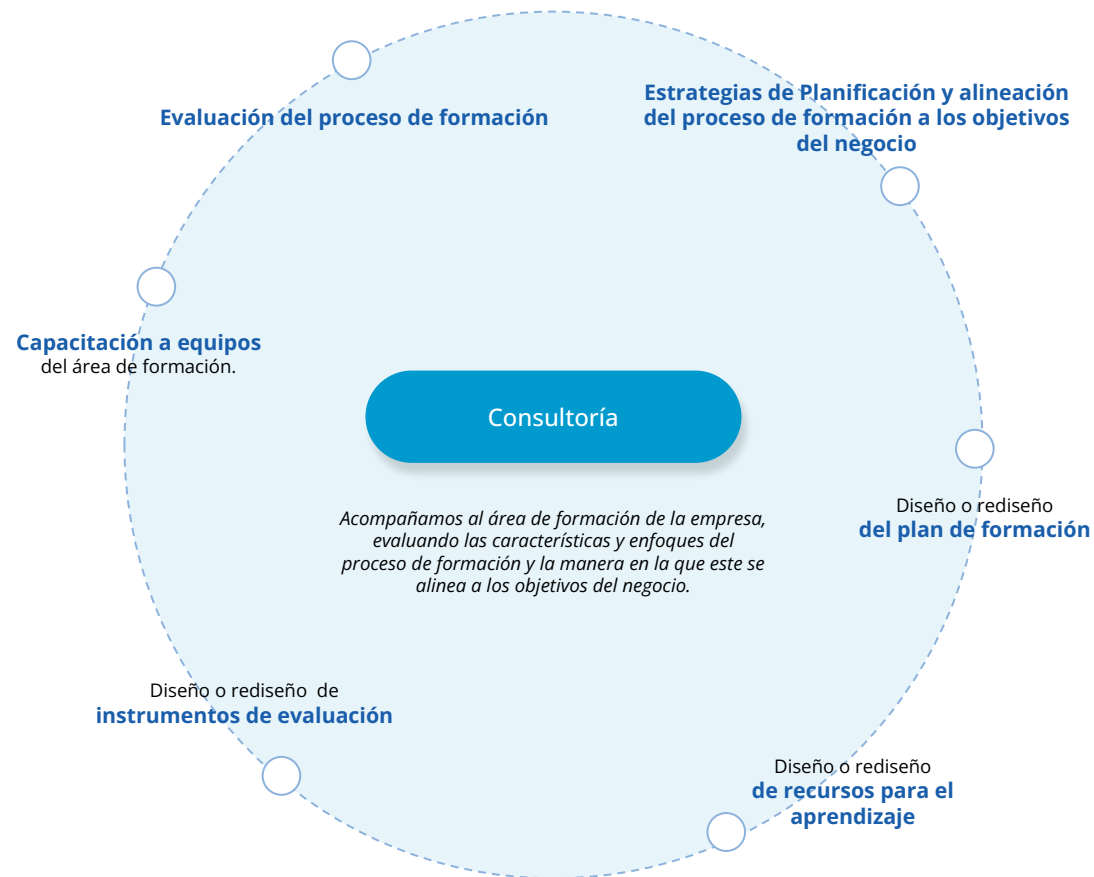 Evaluación del proceso de formación
Estrategias de Planificación y alineación
del proceso de formación a los objetivos
del negocio
Capacitación a equipos
del área de formación.
Consultoría
Acompañamos al área de formación de la empresa,
evaluando las características y enfoques del
proceso de formación y la manera en la que este se
alinea a los objetivos del negocio.
Diseño o rediseño
del plan de formación
Diseño o rediseño de
instrumentos de evaluación
Diseño o rediseño
de recursos para el
aprendizaje